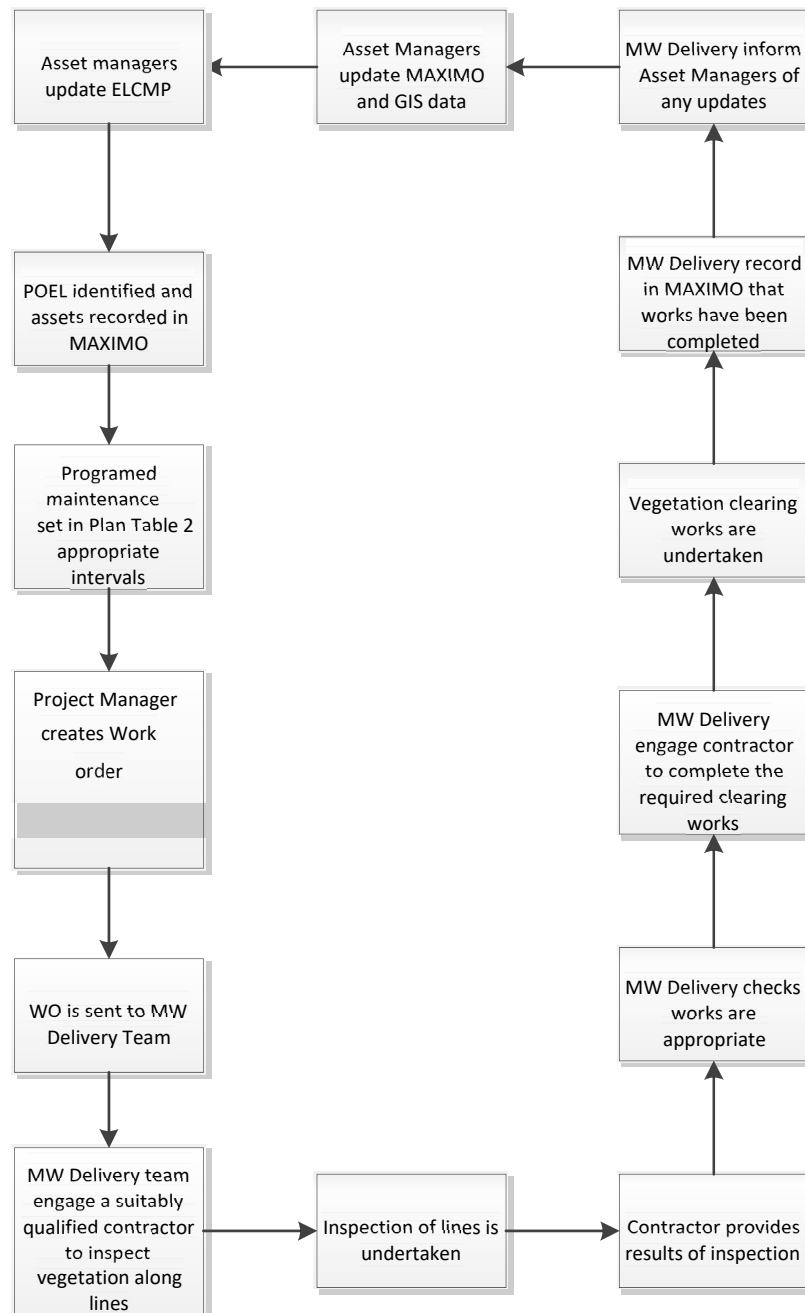 Asset managers
update ELCMP
Asset Managers
update MAXIMO
and GIS data
MW Delivery inform
Asset Managers of
any updates
POEL identified and
assets recorded in
MAXIMO
MW Delivery record
in MAXIMO that
works have been
completed
Programed
maintenance
set in Plan Table 2
appropriate
intervals
Vegetation clearing
works are
undertaken
Project Manager
creates Work
order
MW Delivery
engage contractor
to complete the
required clearing
works
WO is sent to MW
Delivery Team
MW Delivery checks
works are
appropriate
MW Delivery team
engage a suitably
qualified contractor
to inspect
vegetation along
lines
Inspection of lines is
undertaken
Contractor provides
results of inspection